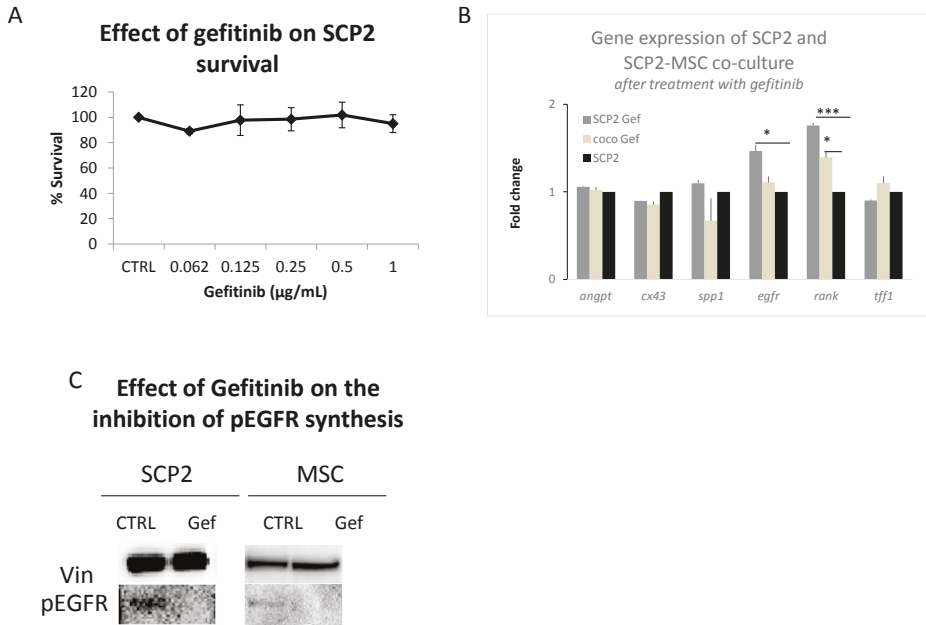 A
Effect of gefitinib on SCP2
survival
120
100
80
60
40
20
0
% Survival
CTRL 0.062 0.125 0.25 0.5 1
Gefitinib (µg/mL)
B
Gene expression of SCP2 and
SCP2-MSC co-culture
after treatment with gefitinib
2
1
0
Fold change
SCP2 Gef
coco Gef
SCP2
*
***
*
angpt cx43 spp1 egfr rank tff1
C
Effect of Gefitinib on the
inhibition of pEGFR synthesis
SCP2 MSC
CTRL Gef CTRL Gef
Vin
pEGFR